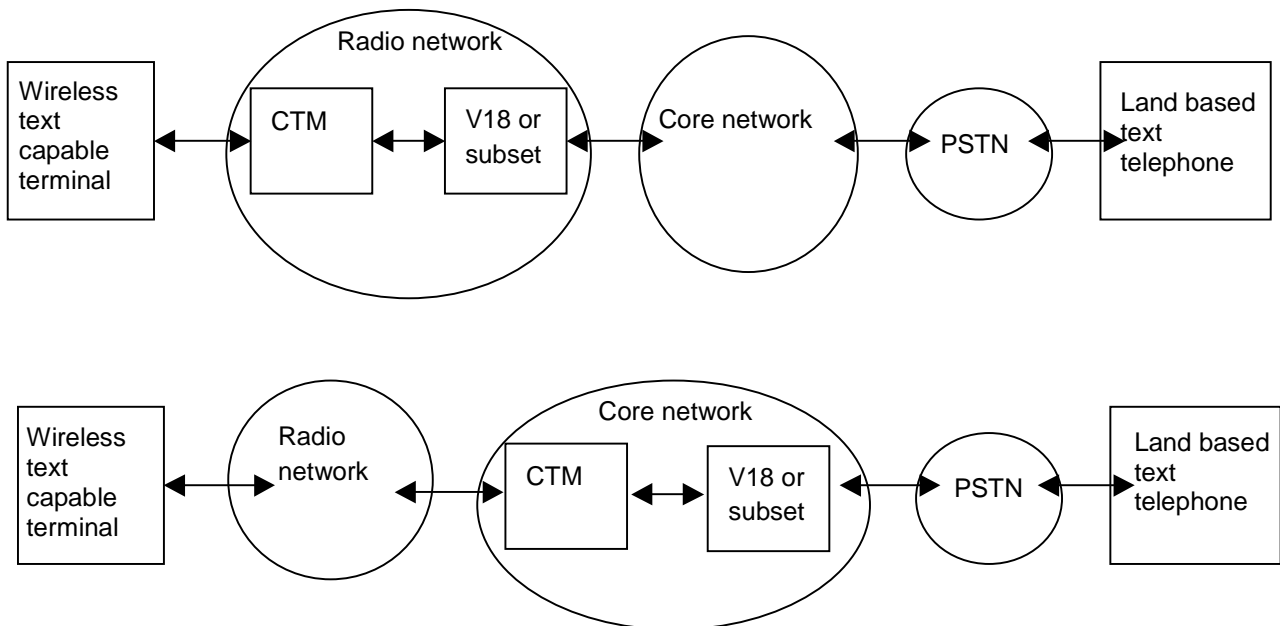 Radio network
Wireless
text
capable
terminal
CTM
V18 or
subset
Core network
PSTN
Land based
text
telephone
Wireless
text
capable
terminal
Radio
network
Core network
CTM
V18 or
subset
PSTN
Land based
text
telephone